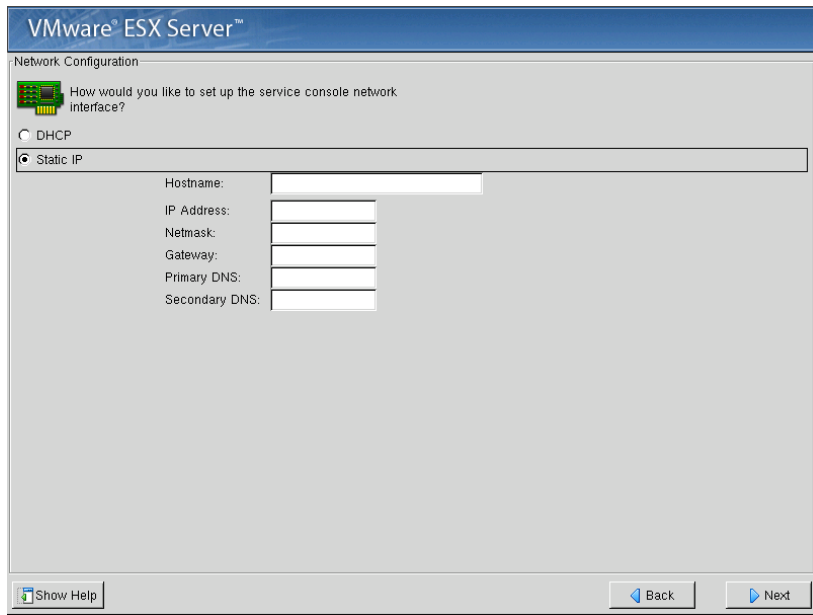 VMware® ESX Server™
Network Configuration
How would you like to set up the service console network
interface?
DHCP
Static IP
Hostname:
IP Address:
Netmask:
Gateway:
Primary DNS:
Secondary DNS:
Show Help
Back
Next